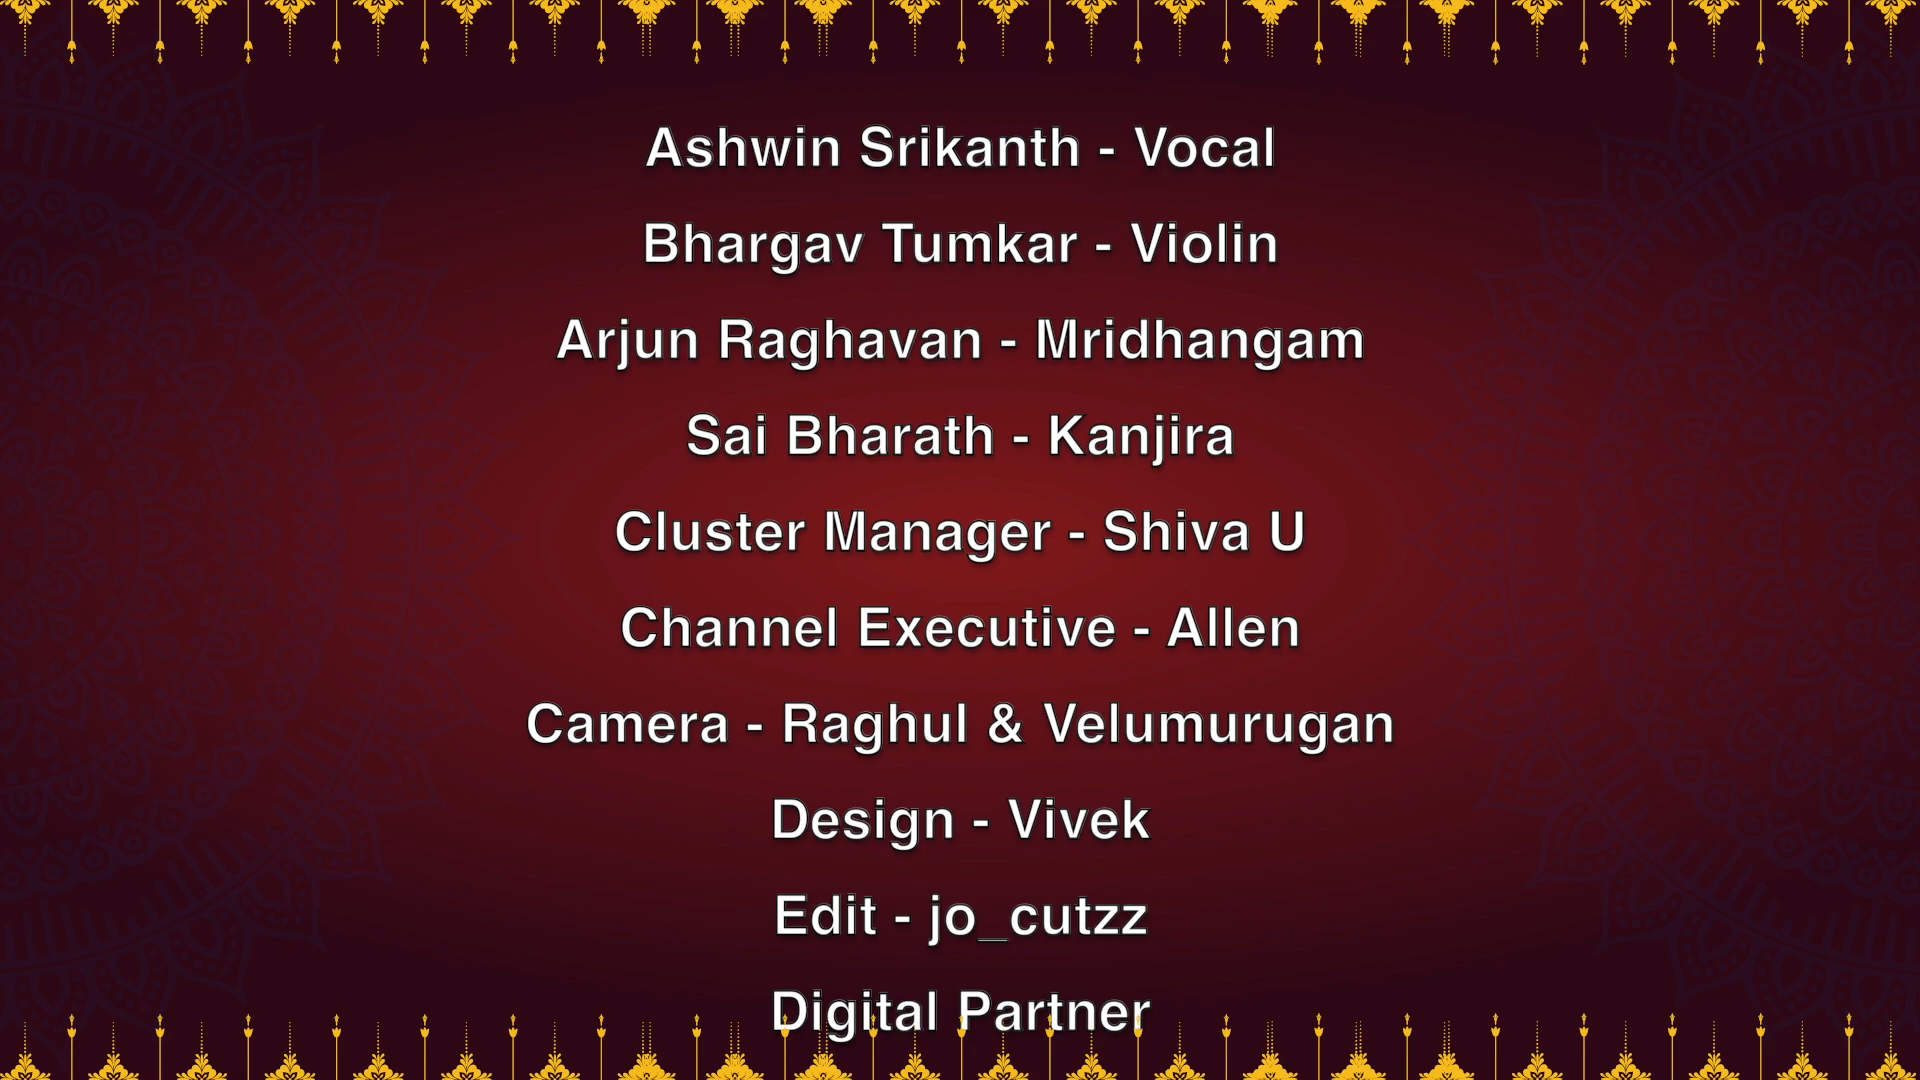 Ashwin Srikanth - Vocal
Bhargav Tumkar - Violin
Arjun Raghavan - Mridhangam
Sai Bharath - Kanjira
Cluster Manager - Shiva U
Channel Executive - Allen
Camera - Raghul & Velumurugan
Design - Vivek
Edit - jo_cutzz
Digital Partner